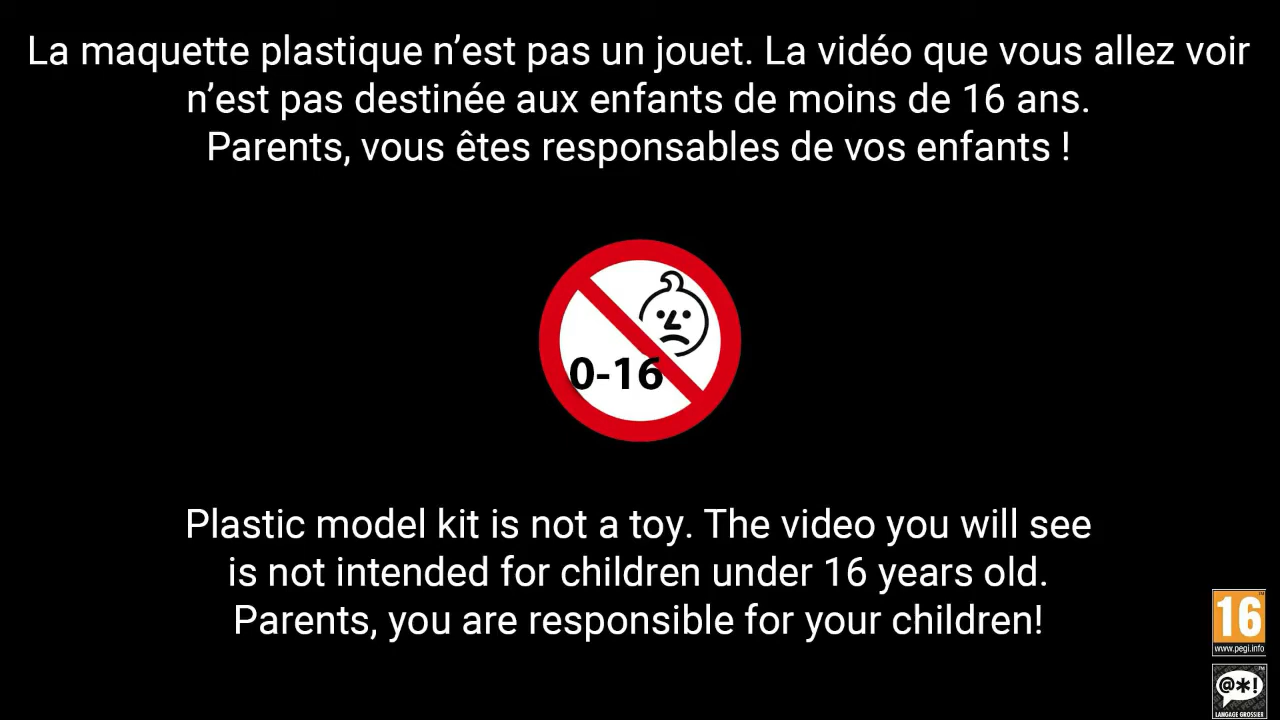 La maquette plastique n’est pas un jouet. La vidéo que vous allez voir
n’est pas destinée aux enfants de moins de 16 ans.
Parents, vous êtes responsables de vos enfants !
0-16
Plastic model kit is not a toy. The video you will see
is not intended for children under 16 years old.
Parents, you are responsible for your children!
16
www.pegi.info
@*!
LANGAGE GROSSIER